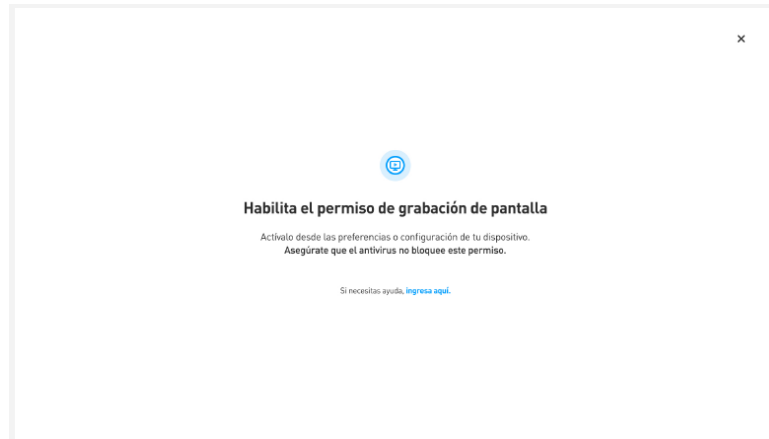 Habilita el permiso de grabación de pantalla
Actívalo desde las preferencias o configuración de tu dispositivo.
Asegúrate que el antivirus no bloquee este permiso.
Si necesitas ayuda, ingresa aquí.